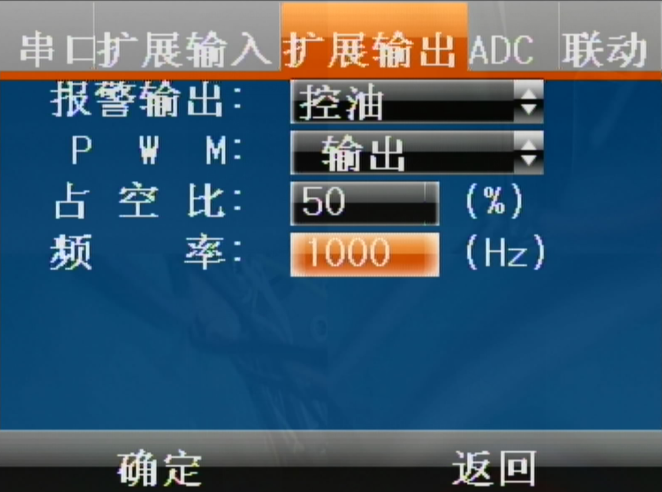 串口 扩展输入 扩展输出 ADC 联动
报警输出: 控油
P W M: 输出
占 空 比: 50 (%)
频 率: 1000 (Hz)
确定 返回